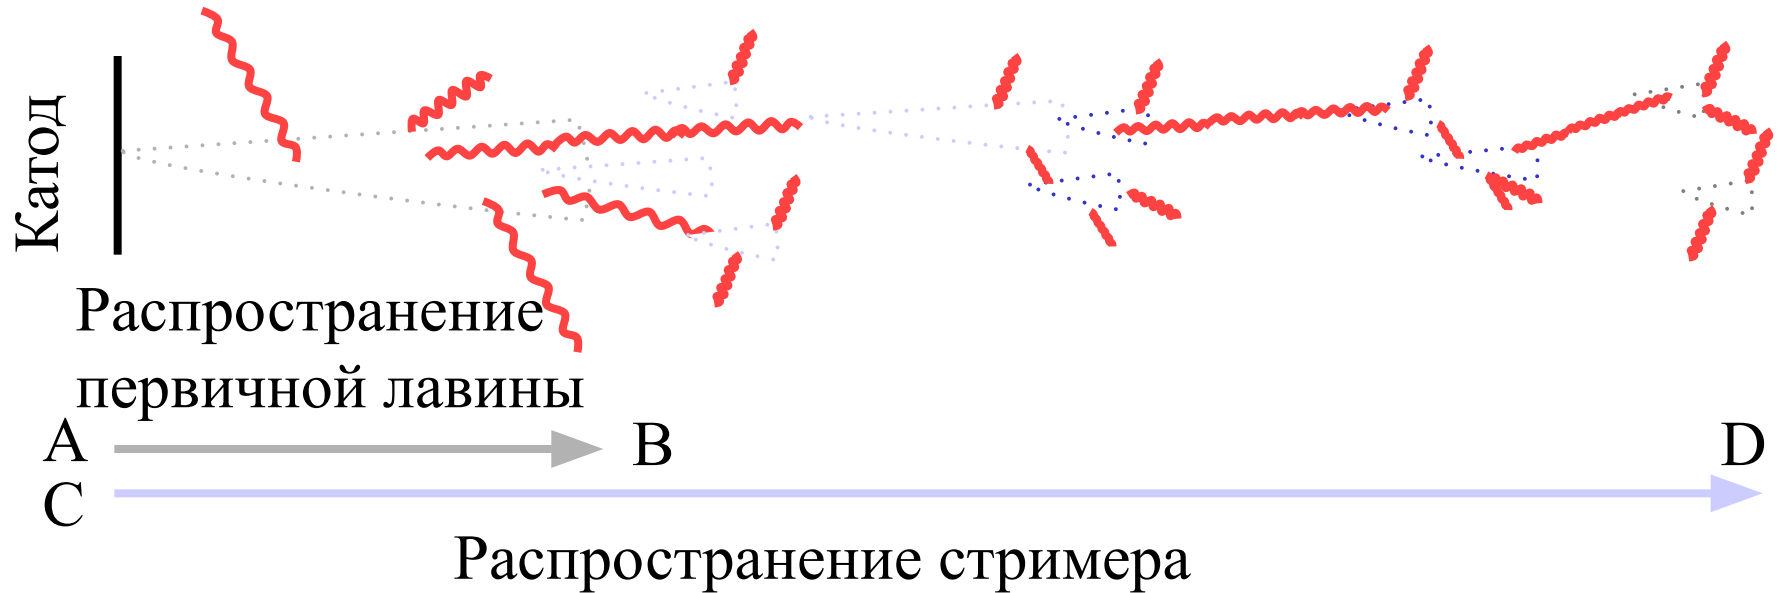 Катод
Распространение
первичной лавины
A
B
D
C
Распространение стримера